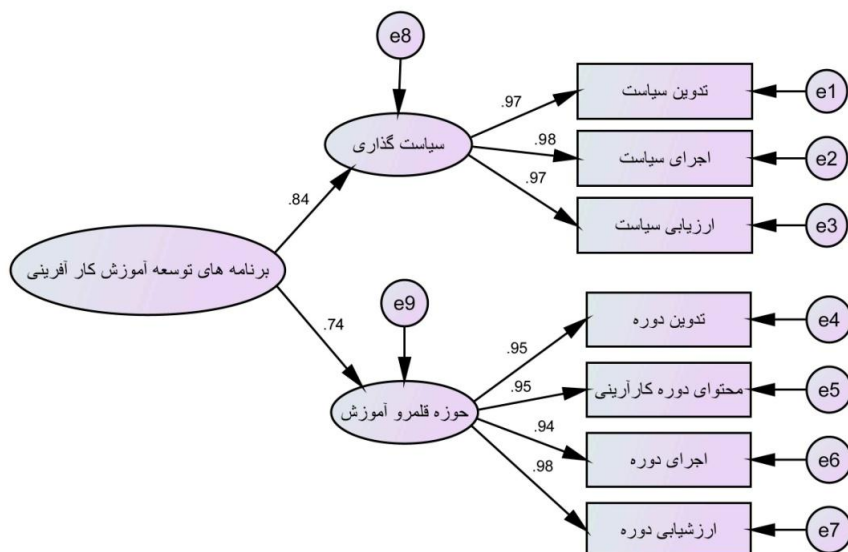 e8
تدوین سیاست
e1
.97
سیاست گذاری
.98
اجرای سیاست
e2
.97
ارزیابی سیاست
e3
.84
برنامه های توسعه آموزش کار آفرینی
.74
e9
تدوین دوره
e4
.95
محتوای دوره کارآرینی
e5
.95
حوزه قلمرو آموزش
.94
اجرای دوره
e6
.98
ارزشیابی دوره
e7